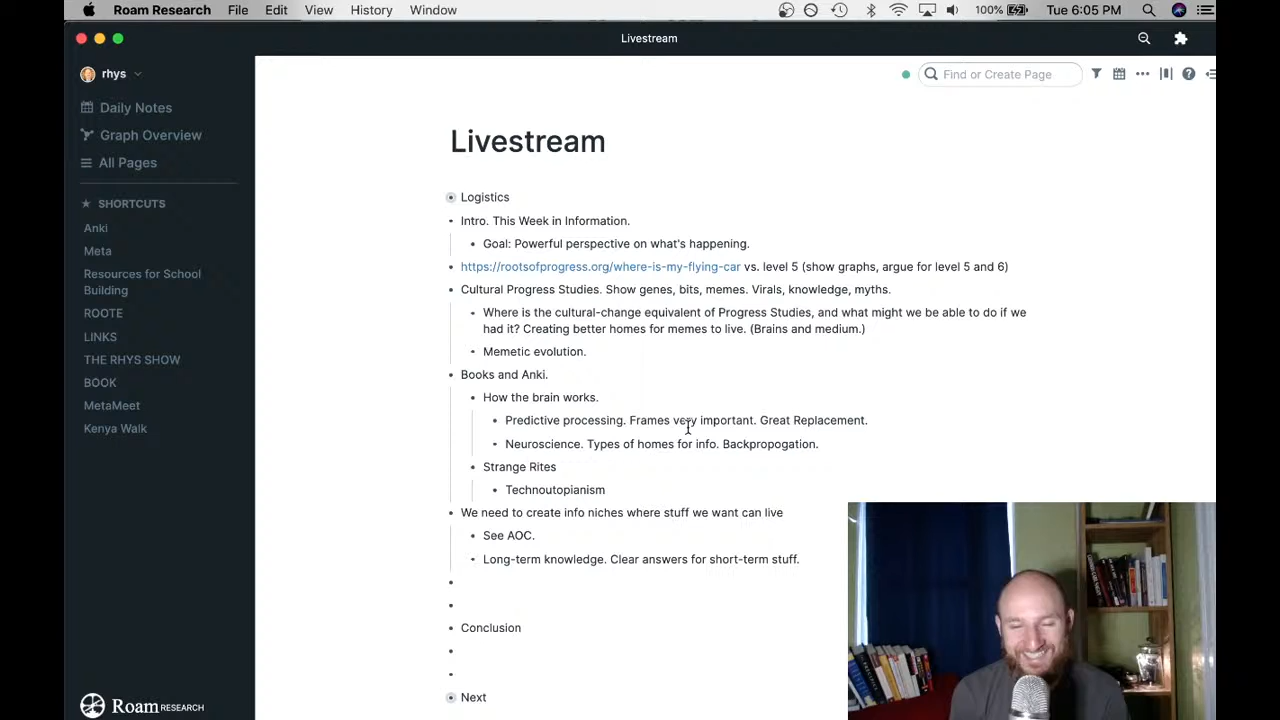 Roam Research File Edit View History Window 100% Tue 6:05 PM
Livestream
rhys
Find or Create Page
Daily Notes
Graph Overview
All Pages
SHORTCUTS
Anki
Meta
Resources for School
Building
ROOTE
LINKS
THE RHYS SHOW
BOOK
MetaMeet
Kenya Walk
Roam RESEARCH
Livestream
Logistics
Intro. This Week in Information.
Goal: Powerful perspective on what's happening.
https://rootsofprogress.org/where-is-my-flying-car vs. level 5 (show graphs, argue for level 5 and 6)
Cultural Progress Studies. Show genes, bits, memes. Virals, knowledge, myths.
Where is the cultural-change equivalent of Progress Studies, and what might we be able to do if we
had it? Creating better homes for memes to live. (Brains and medium.)
Memetic evolution.
Books and Anki.
How the brain works.
Predictive processing. Frames very important. Great Replacement.
Neuroscience. Types of homes for info. Backpropogation.
Strange Rites
Technoutopianism
We need to create info niches where stuff we want can live
See AOC.
Long-term knowledge. Clear answers for short-term stuff.
Conclusion
Next